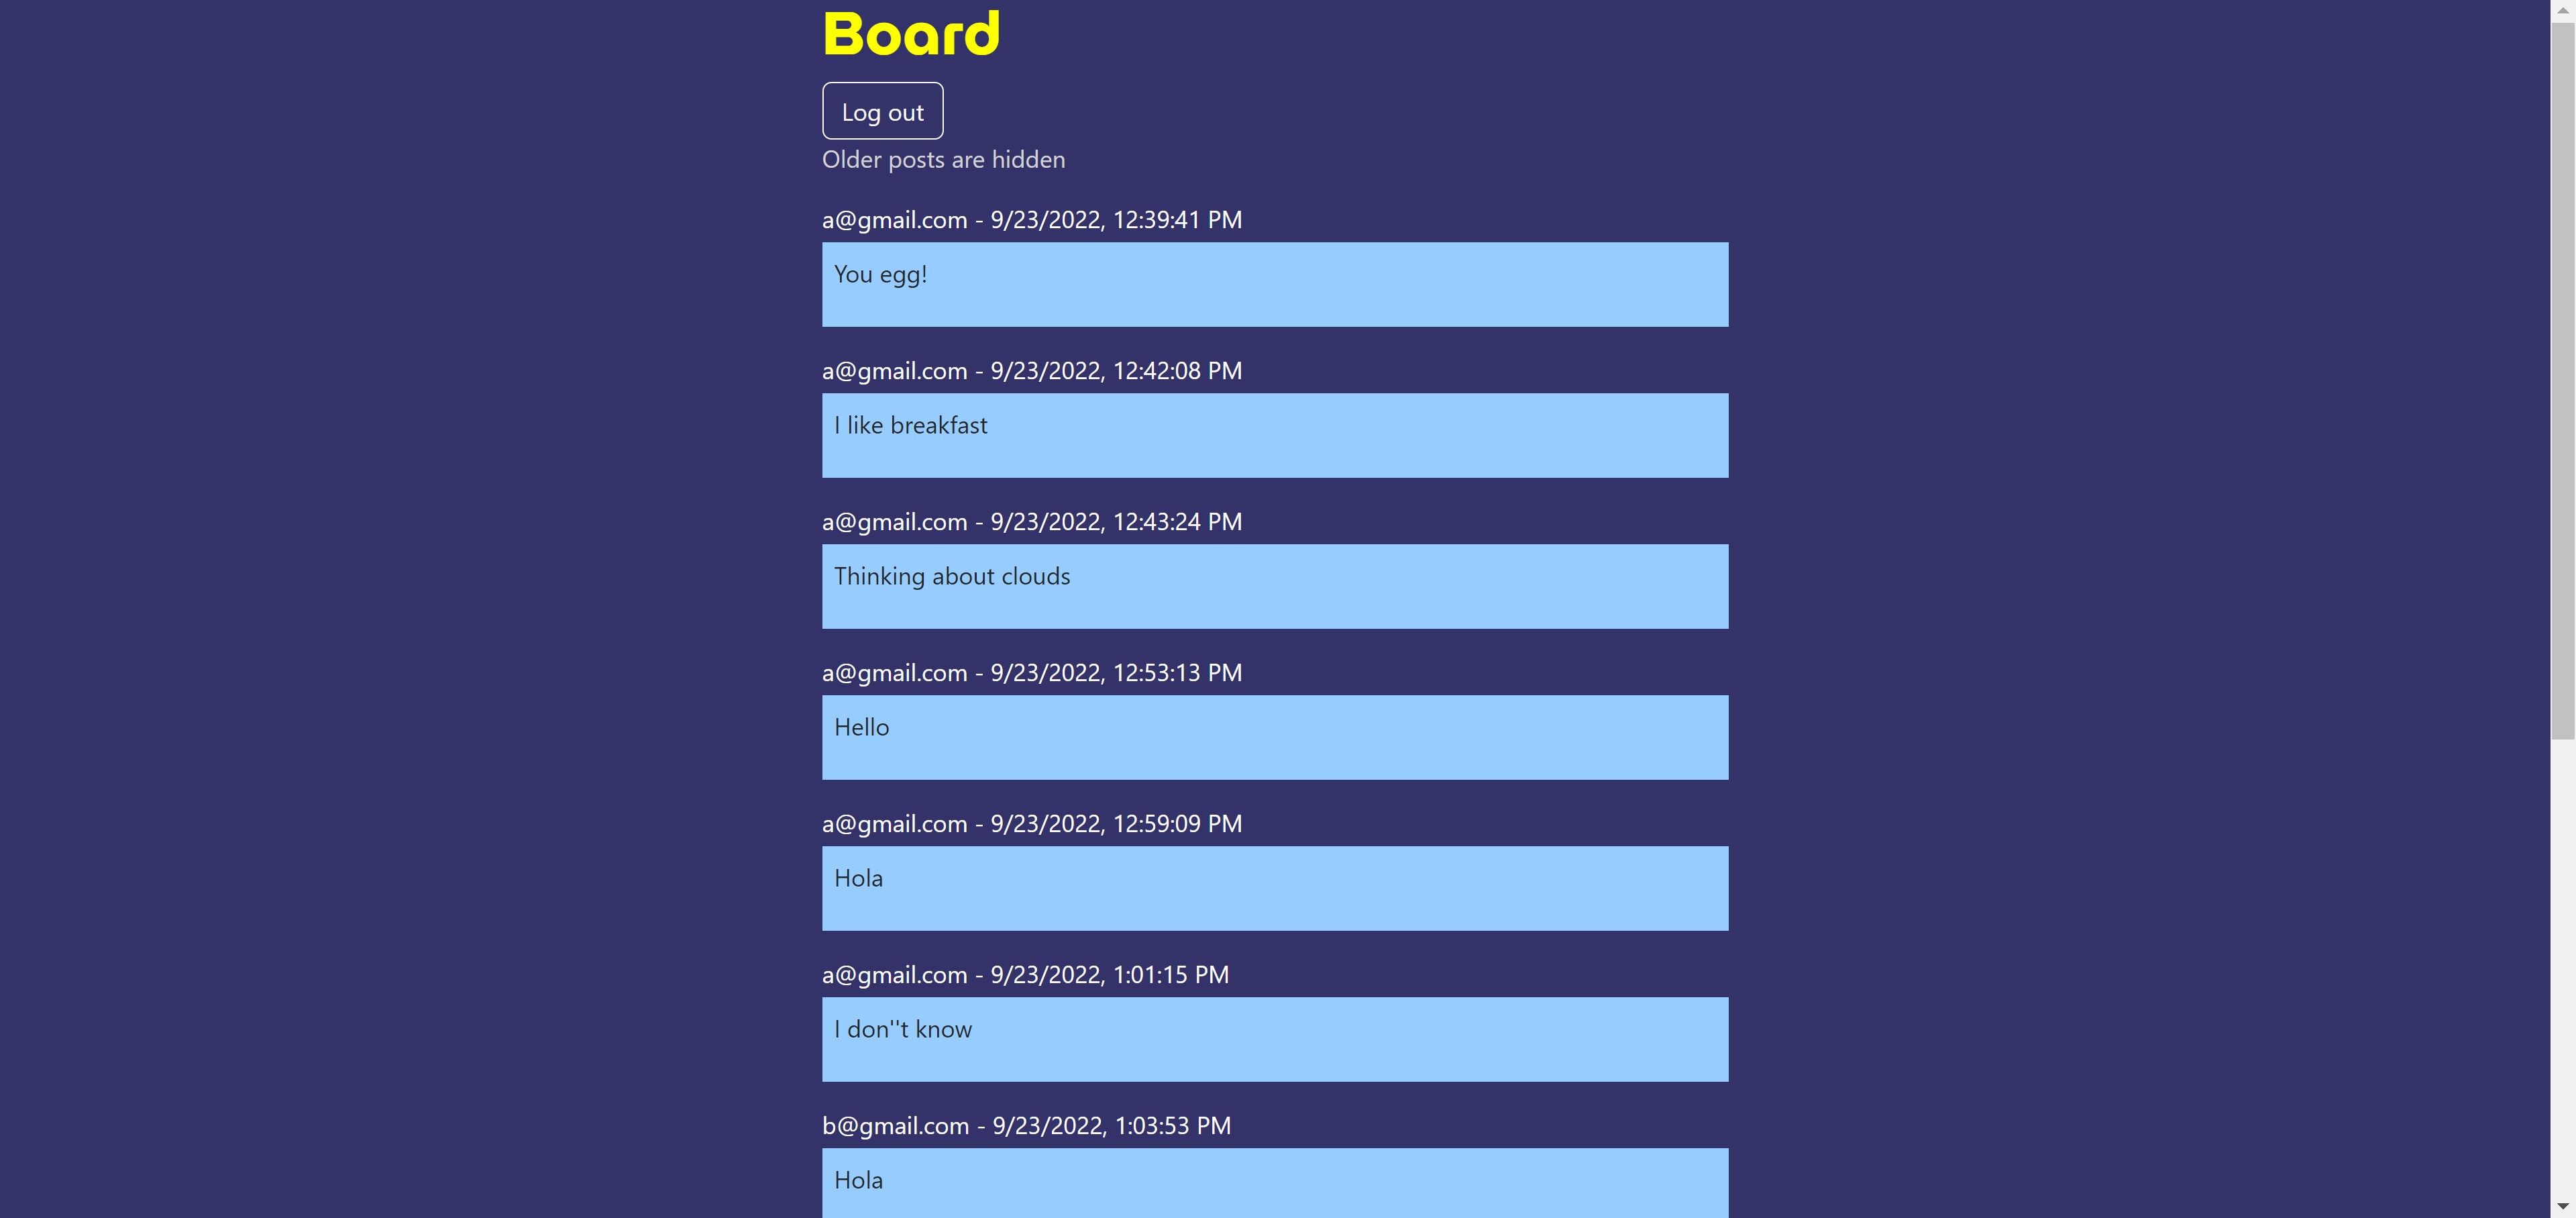 Board
Log out
Older posts are hidden
a@gmail.com - 9/23/2022, 12:39:41 PM
You egg!
a@gmail.com - 9/23/2022, 12:42:08 PM
I like breakfast
a@gmail.com - 9/23/2022, 12:43:24 PM
Thinking about clouds
a@gmail.com - 9/23/2022, 12:53:13 PM
Hello
a@gmail.com - 9/23/2022, 12:59:09 PM
Hola
a@gmail.com - 9/23/2022, 1:01:15 PM
I don''t know
b@gmail.com - 9/23/2022, 1:03:53 PM
Hola